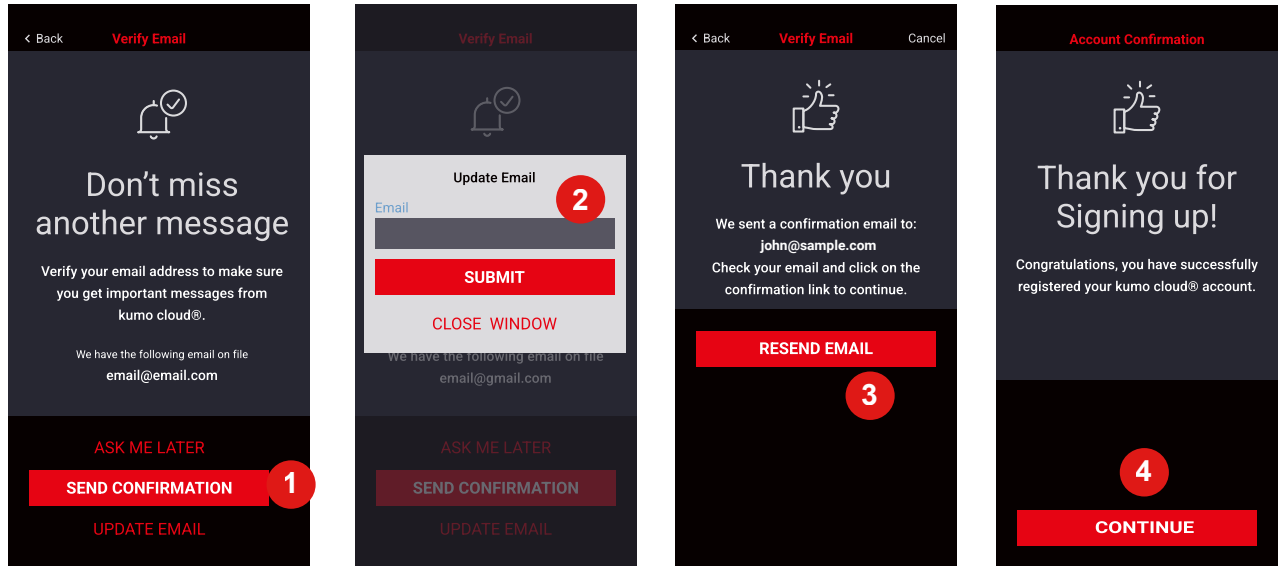 Back
Verify Email
Don’t miss
another message
Verify your email address to make sure
you get important messages from
kumo cloud®.
We have the following email on file
email@email.com
ASK ME LATER
SEND CONFIRMATION
1
UPDATE EMAIL
Verify Email
Update Email
2
Email
SUBMIT
CLOSE WINDOW
We have the following email on file
email@gmail.com
ASK ME LATER
SEND CONFIRMATION
UPDATE EMAIL
Back
Verify Email
Cancel
Thank you
We sent a confirmation email to:
john@sample.com
Check your email and click on the
confirmation link to continue.
RESEND EMAIL
3
Account Confirmation
Thank you for
Signing up!
Congratulations, you have successfully
registered your kumo cloud® account.
4
CONTINUE